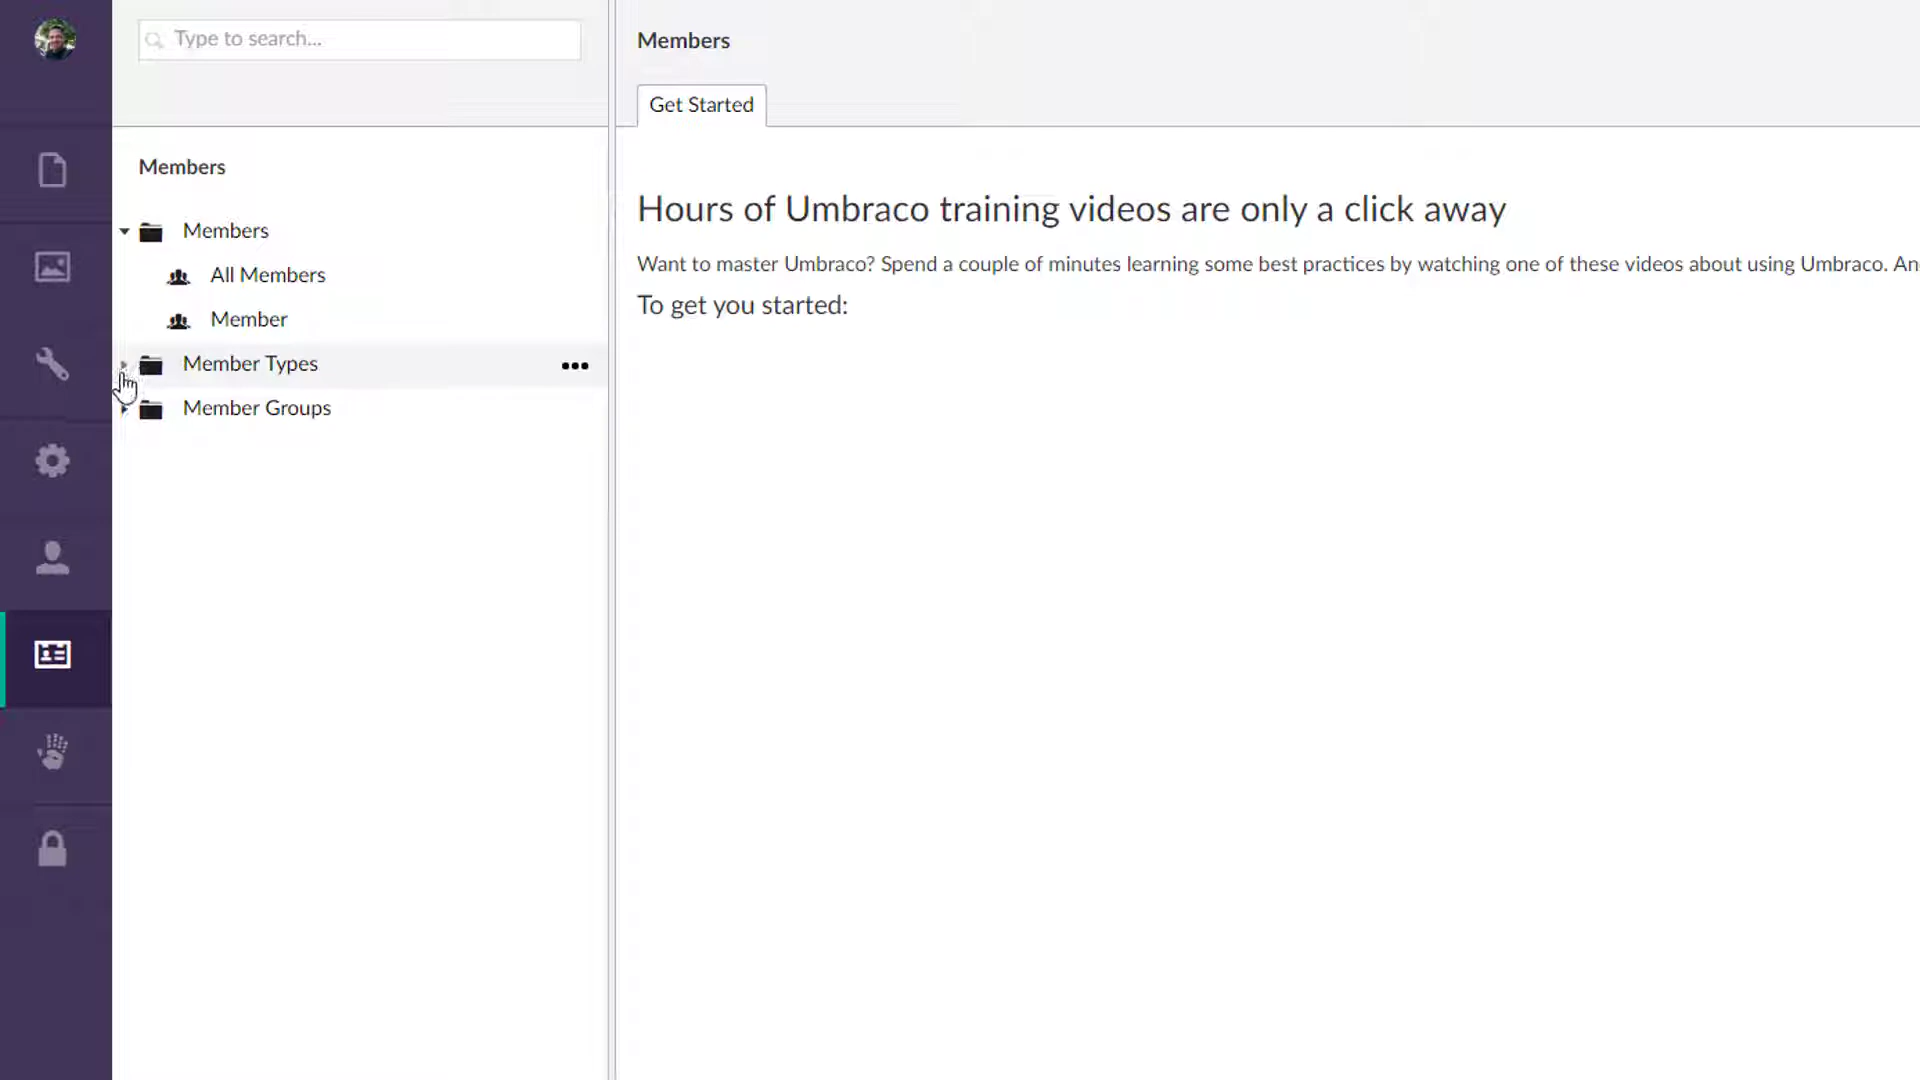 Type to search...
Members
Get Started
Members
Members
All Members
Member
Member Types
Member Groups
Hours of Umbraco training videos are only a click away
Want to master Umbraco? Spend a couple of minutes learning some best practices by watching one of these videos about using Umbraco. An
To get you started: